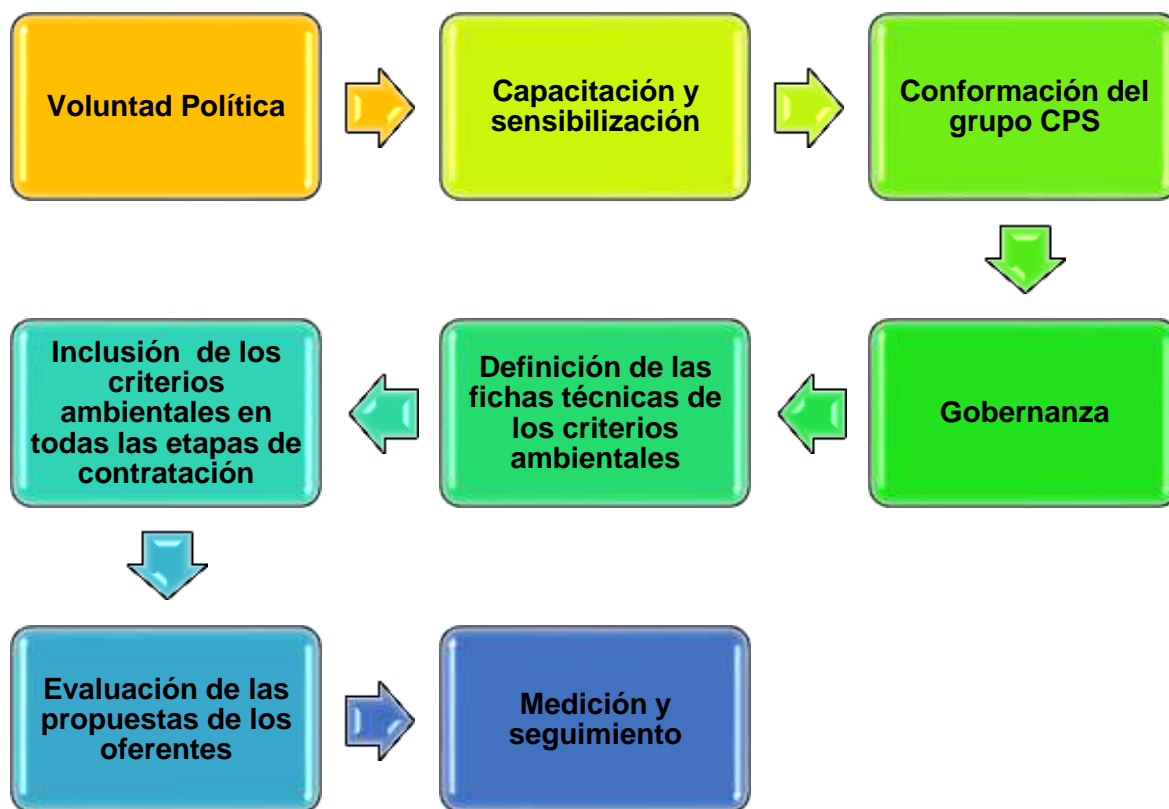 Voluntad Política
Capacitación y
sensibilización
Conformación del
grupo CPS
Gobernanza
Definición de las
fichas técnicas de
los criterios
ambientales
Inclusión de los
criterios
ambientales en
todas las etapas de
contratación
Evaluación de las
propuestas de los
oferentes
Medición y
seguimiento